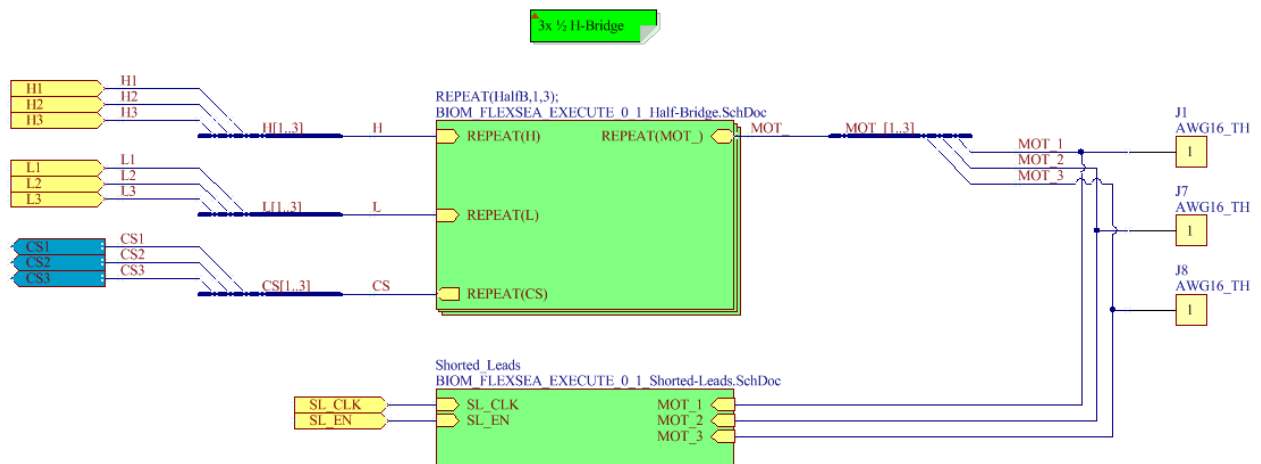 3x ½ H-Bridge
H1 H1
H2 H2
H3 H3
H[1..3] H
REPEAT(HalfB,1,3);
BIOM_FLEXSEA_EXECUTE_0_1_Half-Bridge.SchDoc
REPEAT(H) REPEAT(MOT_) MOT_ MOT_[1..3]
MOT_1
MOT_2
MOT_3
J1
AWG16_TH
1
L1 L1
L2 L2
L3 L3
L[1..3] L
REPEAT(L)
J7
AWG16_TH
1
CS1 CS1
CS2 CS2
CS3 CS3
CS[1..3] CS
REPEAT(CS)
J8
AWG16_TH
1
Shorted_Leads
BIOM_FLEXSEA_EXECUTE_0_1_Shorted-Leads.SchDoc
SL_CLK SL_CLK MOT_1
SL_EN SL_EN MOT_2
MOT_3